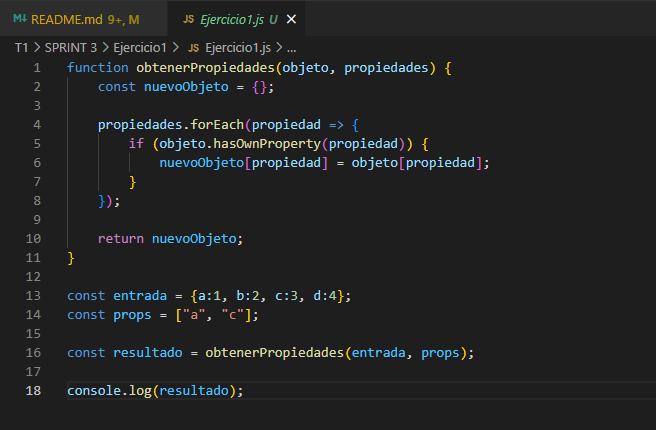 README.md 9+, M
JS Ejercicio1.js U ×
T1 > SPRINT 3 > Ejercicio1 > JS Ejercicio1.js > ...
1 function obtenerPropiedades(objeto, propiedades) {
2     const nuevoObjeto = {};
3
4     propiedades.forEach(propiedad => {
5         if (objeto.hasOwnProperty(propiedad)) {
6             nuevoObjeto[propiedad] = objeto[propiedad];
7         }
8     });
9
10     return nuevoObjeto;
11 }
12
13 const entrada = {a:1, b:2, c:3, d:4};
14 const props = ["a", "c"];
15
16 const resultado = obtenerPropiedades(entrada, props);
17
18 console.log(resultado);